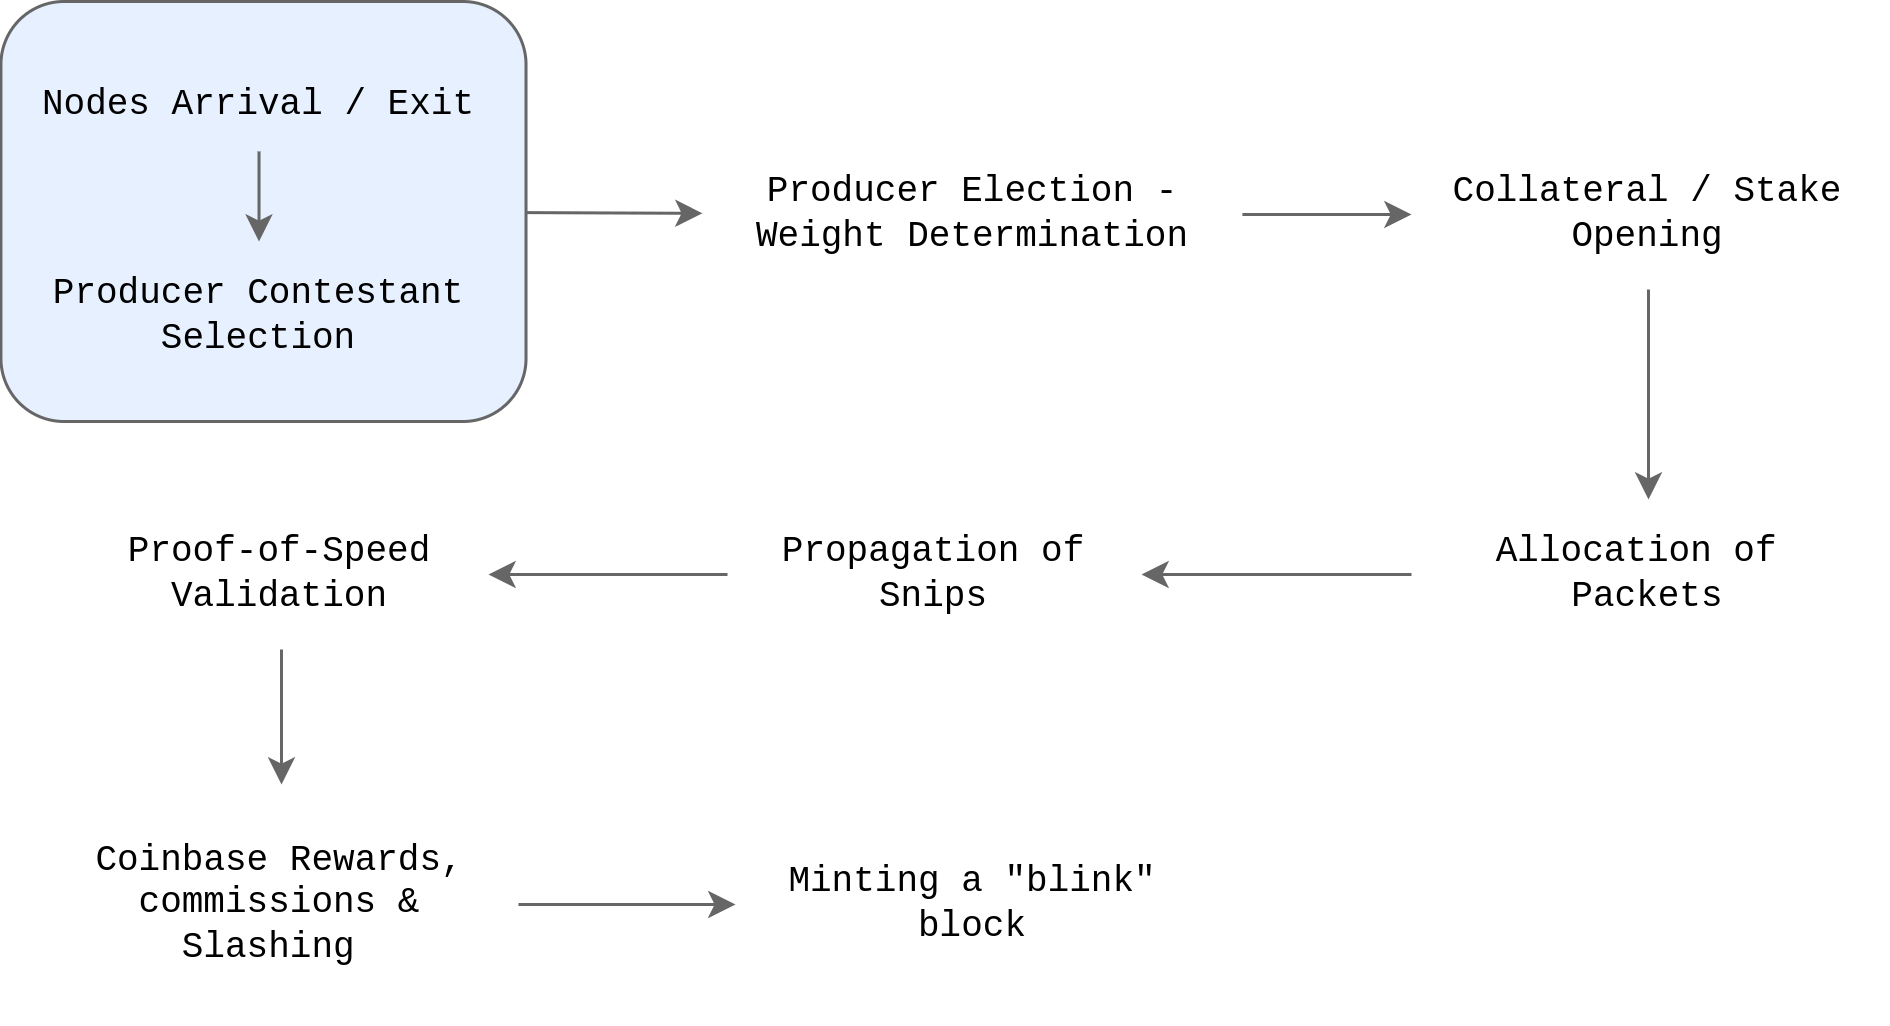 Nodes Arrival / Exit
Producer Contestant
Selection
Producer Election -
Weight Determination
Collateral / Stake
Opening
Allocation of
Packets
Propagation of
Snips
Proof-of-Speed
Validation
Coinbase Rewards,
commissions &
Slashing
Minting a "blink"
block